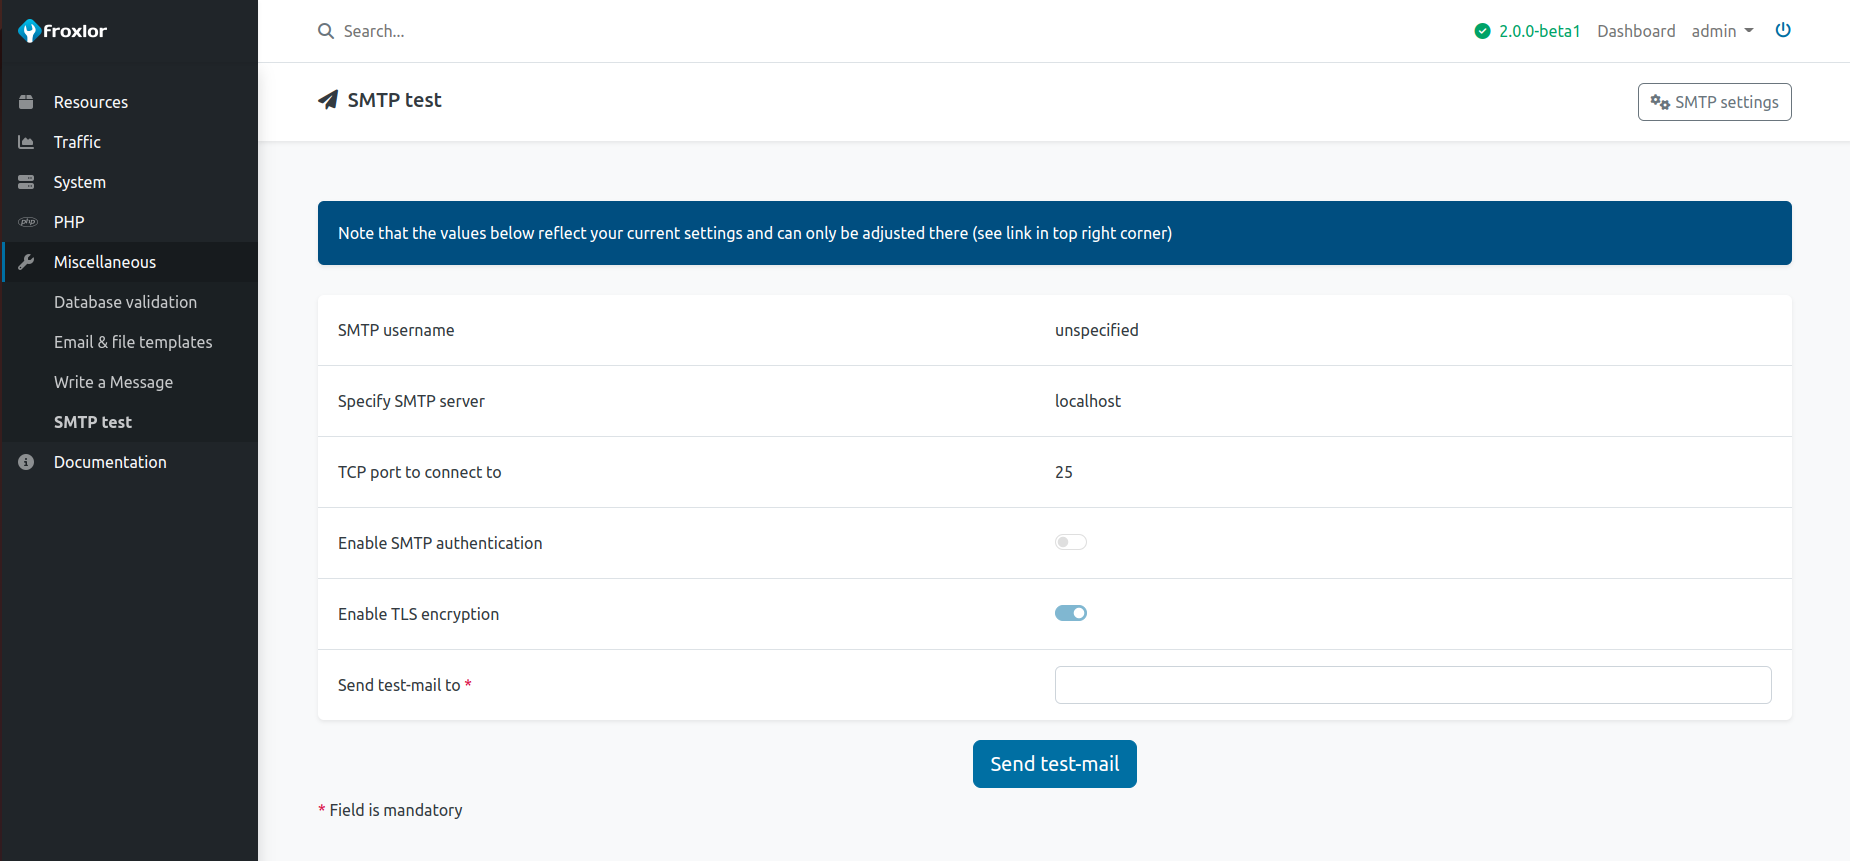 froxlor
Search...
2.0.0-beta1 Dashboard admin
Resources
Traffic
System
php PHP
Miscellaneous
Database validation
Email & file templates
Write a Message
SMTP test
Documentation
SMTP test
SMTP settings
Note that the values below reflect your current settings and can only be adjusted there (see link in top right corner)
SMTP username unspecified
Specify SMTP server localhost
TCP port to connect to 25
Enable SMTP authentication
Enable TLS encryption
Send test-mail to *
Send test-mail
* Field is mandatory